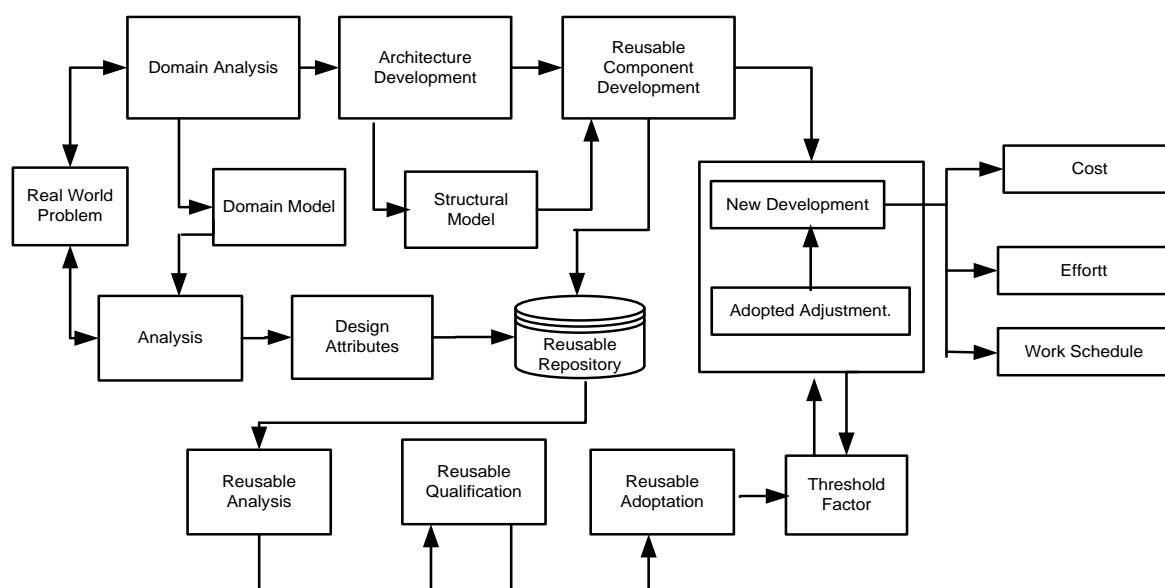 Domain Analysis
Architecture
Development
Reusable
Component
Development
Real World
Problem
Domain Model
Structural
Model
New Development
Cost
Adopted Adjustment.
Effortt
Analysis
Design
Attributes
Reusable
Repository
Work Schedule
Reusable
Analysis
Reusable
Qualification
Reusable
Adoptation
Threshold
Factor